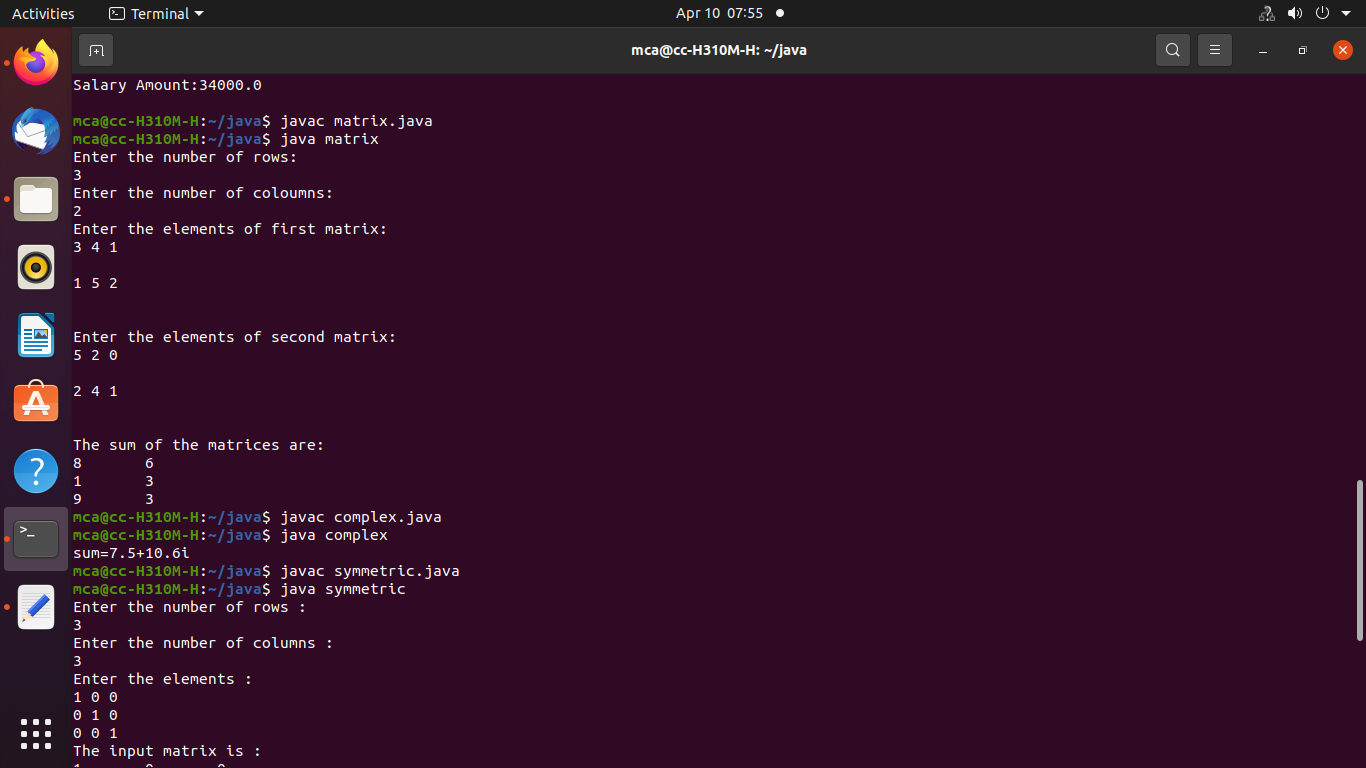 Activities
Terminal
Apr 10 07:55
mca@cc-H310M-H: ~/java
Salary Amount:34000.0
mca@cc-H310M-H:~/java$ javac matrix.java
mca@cc-H310M-H:~/java$ java matrix
Enter the number of rows:
3
Enter the number of coloumns:
2
Enter the elements of first matrix:
3 4 1
1 5 2
Enter the elements of second matrix:
5 2 0
2 4 1
The sum of the matrices are:
8 6
1 3
9 3
mca@cc-H310M-H:~/java$ javac complex.java
mca@cc-H310M-H:~/java$ java complex
sum=7.5+10.6i
mca@cc-H310M-H:~/java$ javac symmetric.java
mca@cc-H310M-H:~/java$ java symmetric
Enter the number of rows :
3
Enter the number of columns :
3
Enter the elements :
1 0 0
0 1 0
0 0 1
The input matrix is :